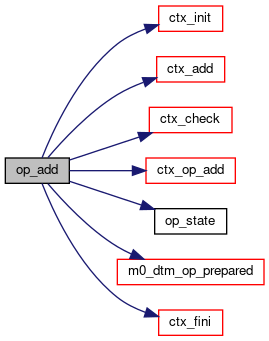 op_add
ctx_init
ctx_add
ctx_check
ctx_op_add
op_state
m0_dtm_op_prepared
ctx_fini